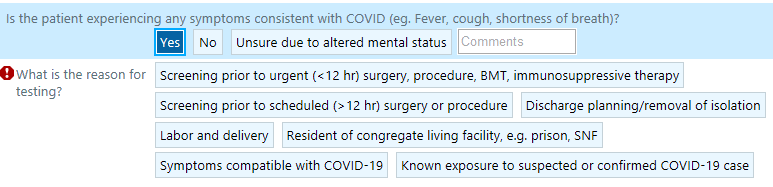 Is the patient experiencing any symptoms consistent with COVID (eg. Fever, cough, shortness of breath)?
Yes No Unsure due to altered mental status Comments
What is the reason for testing?
Screening prior to urgent (<12 hr) surgery, procedure, BMT, immunosuppressive therapy
Screening prior to scheduled (>12 hr) surgery or procedure Discharge planning/removal of isolation
Labor and delivery Resident of congregate living facility, e.g. prison, SNF
Symptoms compatible with COVID-19 Known exposure to suspected or confirmed COVID-19 case